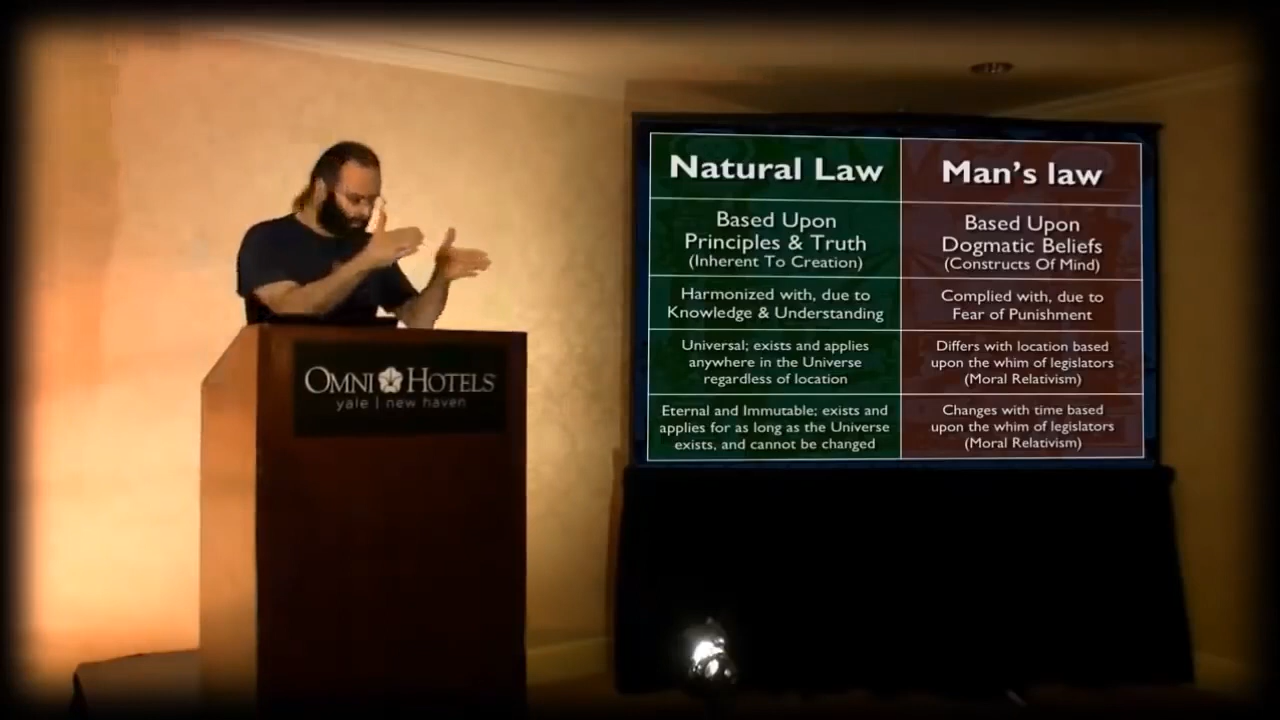 OMNI HOTELS
yale | new haven
Natural Law
Man's law
Based Upon
Principles & Truth
(Inherent To Creation)
Based Upon
Dogmatic Beliefs
(Constructs Of Mind)
Harmonized with, due to
Knowledge & Understanding
Complied with, due to
Fear of Punishment
Universal; exists and applies
anywhere in the Universe
regardless of location
Differs with location based
upon the whim of legislators
(Moral Relativism)
Eternal and Immutable; exists and
applies for as long as the Universe
exists, and cannot be changed
Changes with time based
upon the whim of legislators
(Moral Relativism)